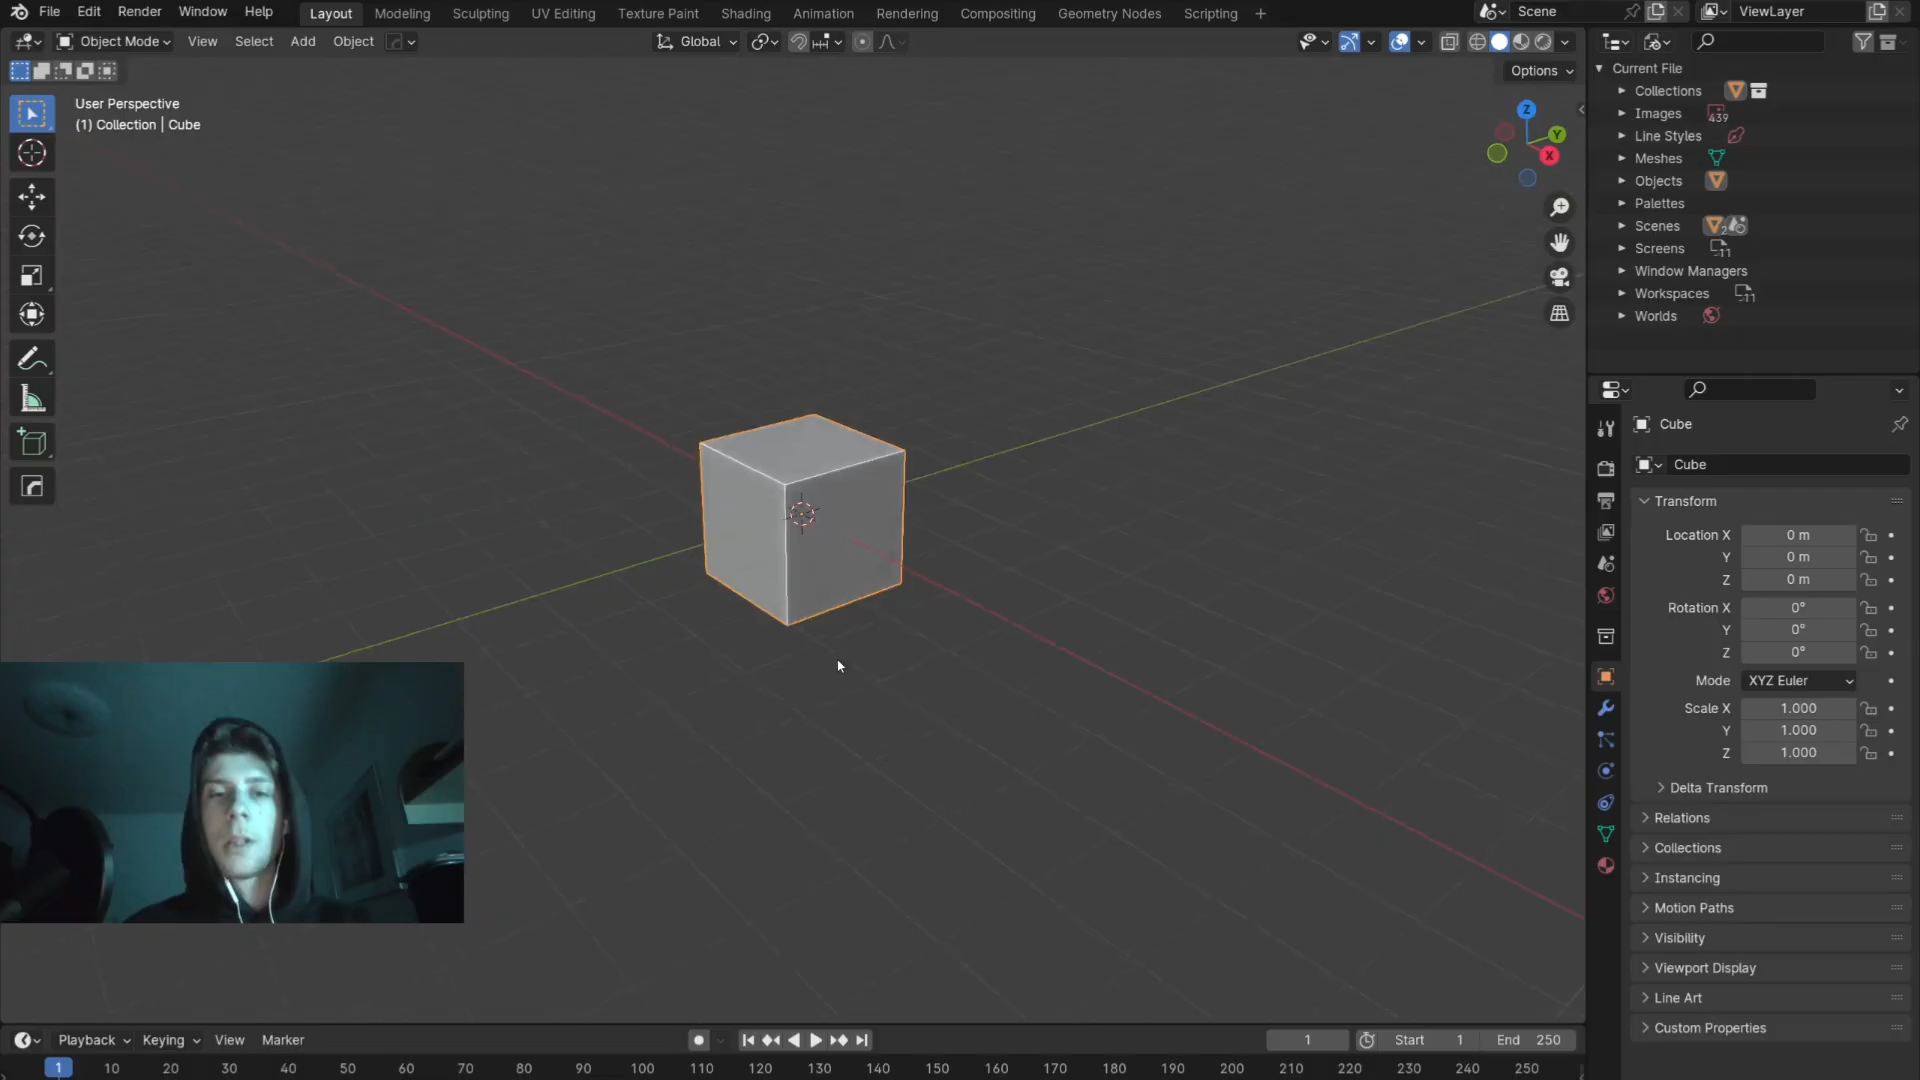 File Edit Render Window Help Layout Modeling Sculpting UV Editing Texture Paint Shading Animation Rendering Compositing Geometry Nodes Scripting + Scene ViewLayer
Object Mode View Select Add Object Global
Options
User Perspective
(1) Collection | Cube
Z
Y
X
Current File
Collections
Images 439
Line Styles
Meshes
Objects
Palettes
Scenes 2
Screens 11
Window Managers
Workspaces 11
Worlds
Cube
Cube
Transform
Location X 0 m
Y 0 m
Z 0 m
Rotation X 0°
Y 0°
Z 0°
Mode XYZ Euler
Scale X 1.000
Y 1.000
Z 1.000
Delta Transform
Relations
Collections
Instancing
Motion Paths
Visibility
Viewport Display
Line Art
Custom Properties
Playback Keying View Marker 1 Start 1 End 250
1 10 20 30 40 50 60 70 80 90 100 110 120 130 140 150 160 170 180 190 200 210 220 230 240 250